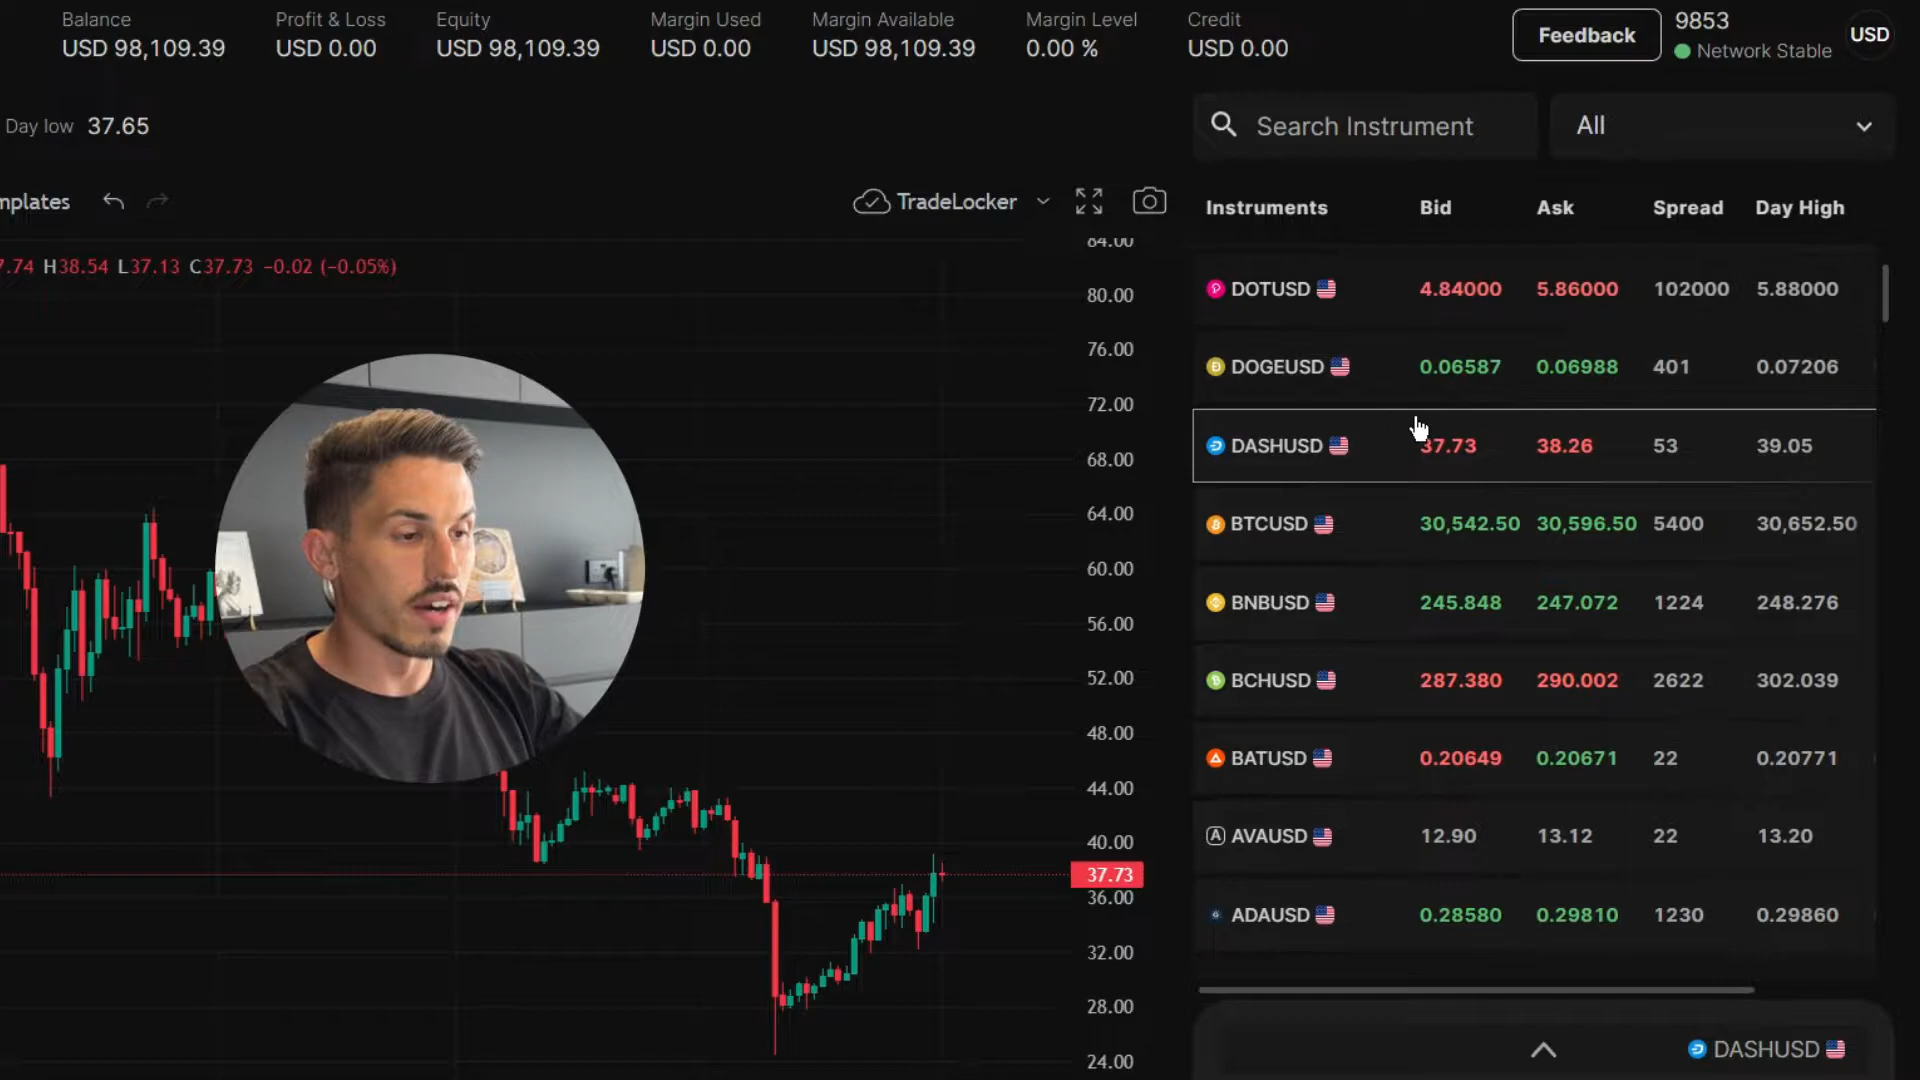 Balance Profit & Loss Equity Margin Used Margin Available Margin Level Credit
USD 98,109.39 USD 0.00 USD 98,109.39 USD 0.00 USD 98,109.39 0.00 % USD 0.00
Feedback
9853
Network Stable
USD
Day low 37.65
Search Instrument
All
mplates
TradeLocker
7.74 H38.54 L37.13 C37.73 −0.02 (−0.05%)
84.00
80.00
76.00
72.00
68.00
64.00
60.00
56.00
52.00
48.00
44.00
40.00
37.73
36.00
32.00
28.00
24.00
Instruments Bid Ask Spread Day High
DOTUSD 4.84000 5.86000 102000 5.88000
DOGEUSD 0.06587 0.06988 401 0.07206
DASHUSD 37.73 38.26 53 39.05
BTCUSD 30,542.50 30,596.50 5400 30,652.50
BNBUSD 245.848 247.072 1224 248.276
BCHUSD 287.380 290.002 2622 302.039
BATUSD 0.20649 0.20671 22 0.20771
AVAUSD 12.90 13.12 22 13.20
ADAUSD 0.28580 0.29810 1230 0.29860
DASHUSD